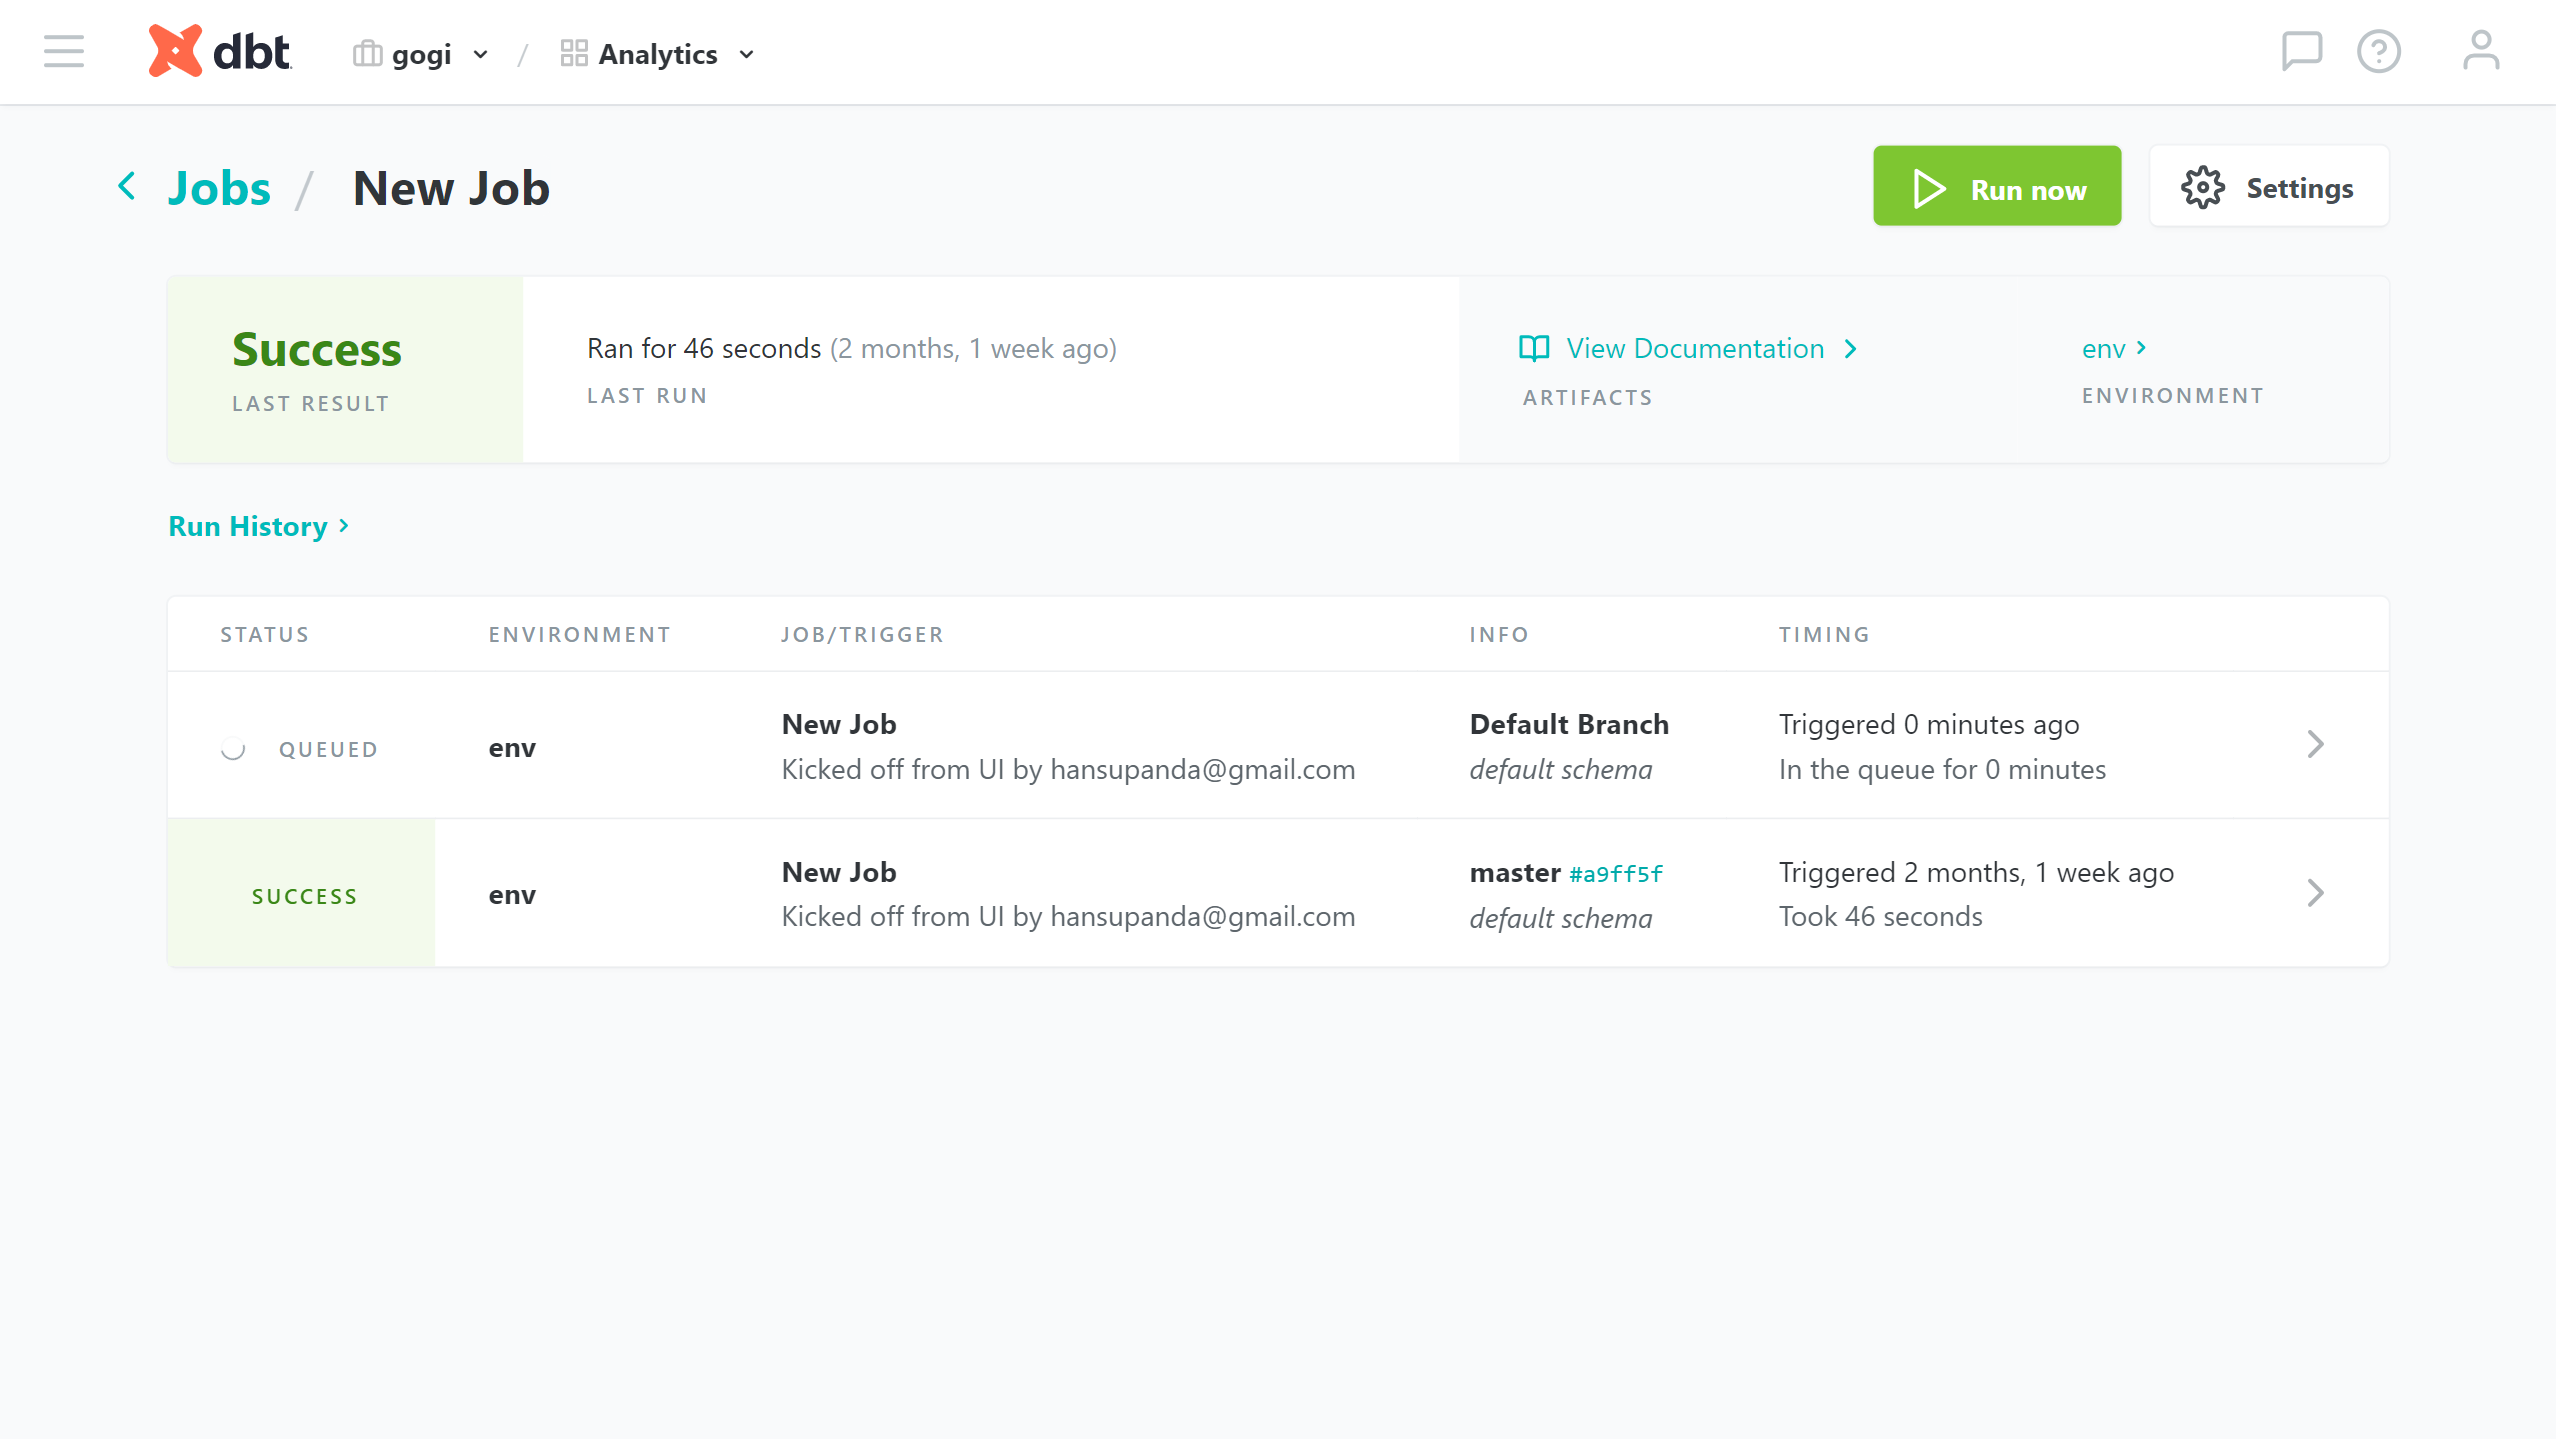 dbt gogi / Analytics
Jobs / New Job
Run now
Settings
Success
LAST RESULT
Ran for 46 seconds (2 months, 1 week ago)
LAST RUN
View Documentation
ARTIFACTS
env
ENVIRONMENT
Run History
STATUS ENVIRONMENT JOB/TRIGGER INFO TIMING
QUEUED
env
New Job
Kicked off from UI by hansupanda@gmail.com
Default Branch
default schema
Triggered 0 minutes ago
In the queue for 0 minutes
SUCCESS
env
New Job
Kicked off from UI by hansupanda@gmail.com
master #a9ff5f
default schema
Triggered 2 months, 1 week ago
Took 46 seconds